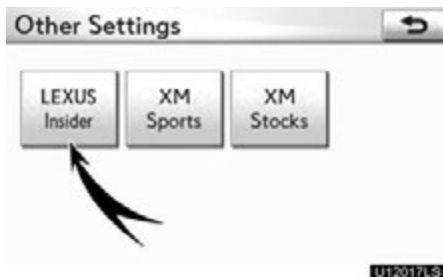 Other Settings
LEXUS
Insider
XM
Sports
XM
Stocks
U12017LS